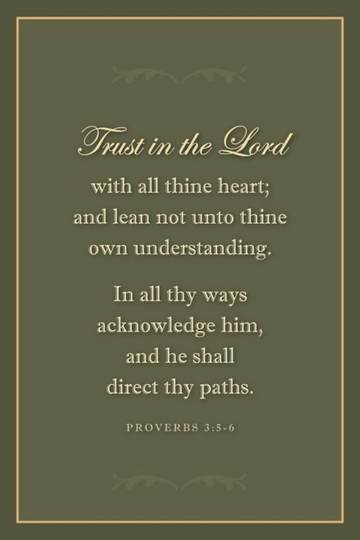 Trust in the Lord
with all thine heart;
and lean not unto thine
own understanding.
In all thy ways
acknowledge him,
and he shall
direct thy paths.
PROVERBS 3:5-6